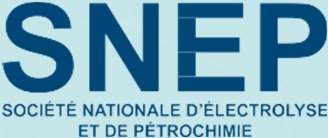 SNEP
SOCIÉTÉ NATIONALE D'ÉLECTROLYSE
ET DE PÉTROCHIMIE